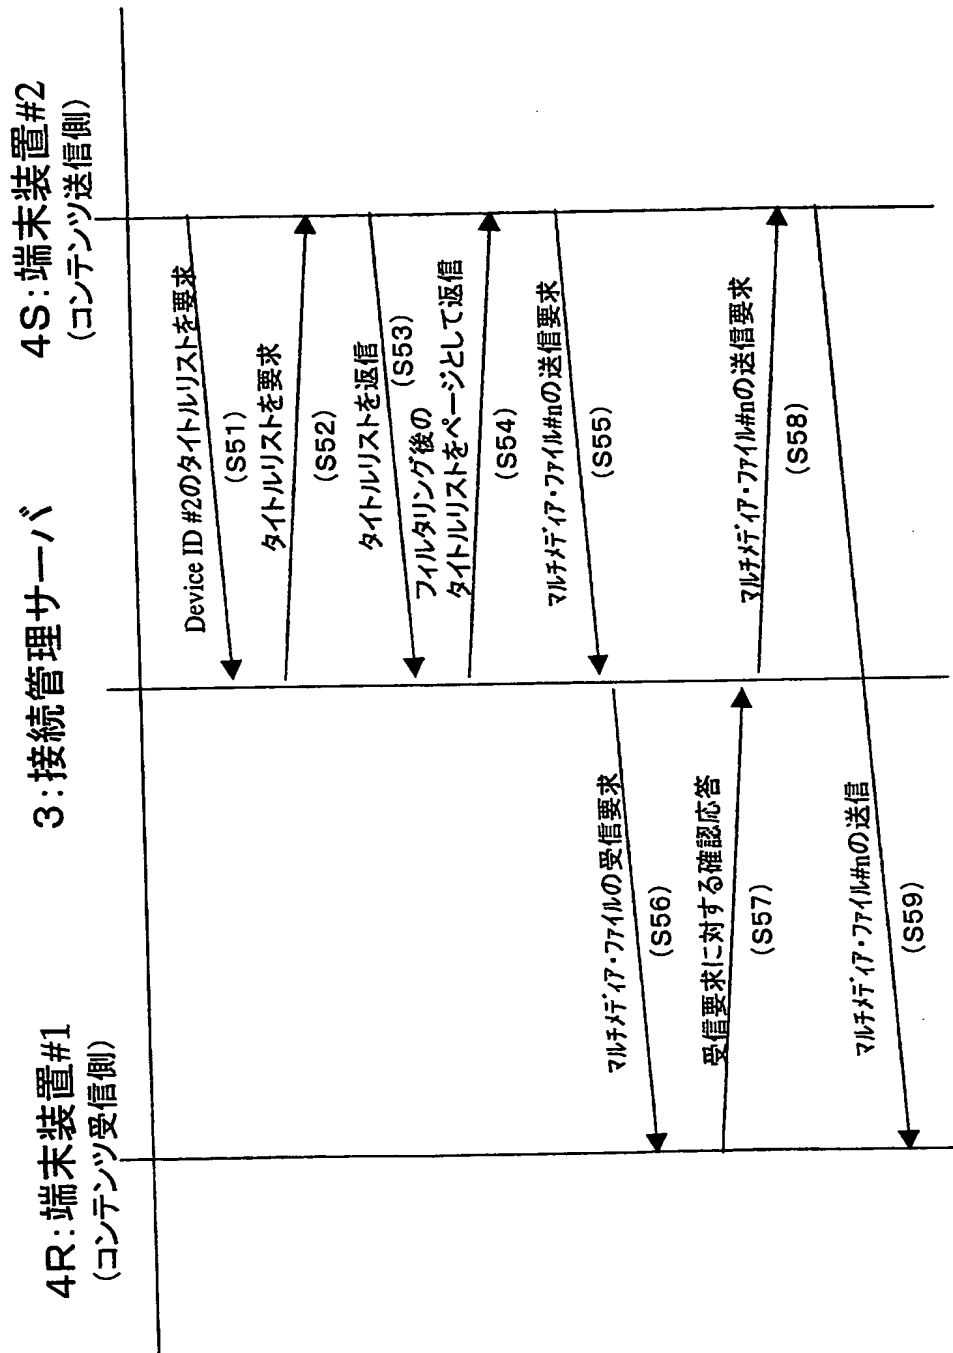 4R:端末装置#1
(コンテンツ受信側)
3:接続管理サーバ
4S:端末装置#2
(コンテンツ送信側)
Device ID #2のタイトルリストを要求
(S51)
タイトルリストを要求
(S52)
タイトルリストを返信
(S53)
フィルタリング後の
タイトルリストをページとして返信
(S54)
マルチメディア・ファイル#nの送信要求
(S55)
マルチメディア・ファイルの受信要求
(S56)
受信要求に対する確認応答
(S57)
マルチメディア・ファイル#nの送信要求
(S58)
マルチメディア・ファイル#nの送信
(S59)